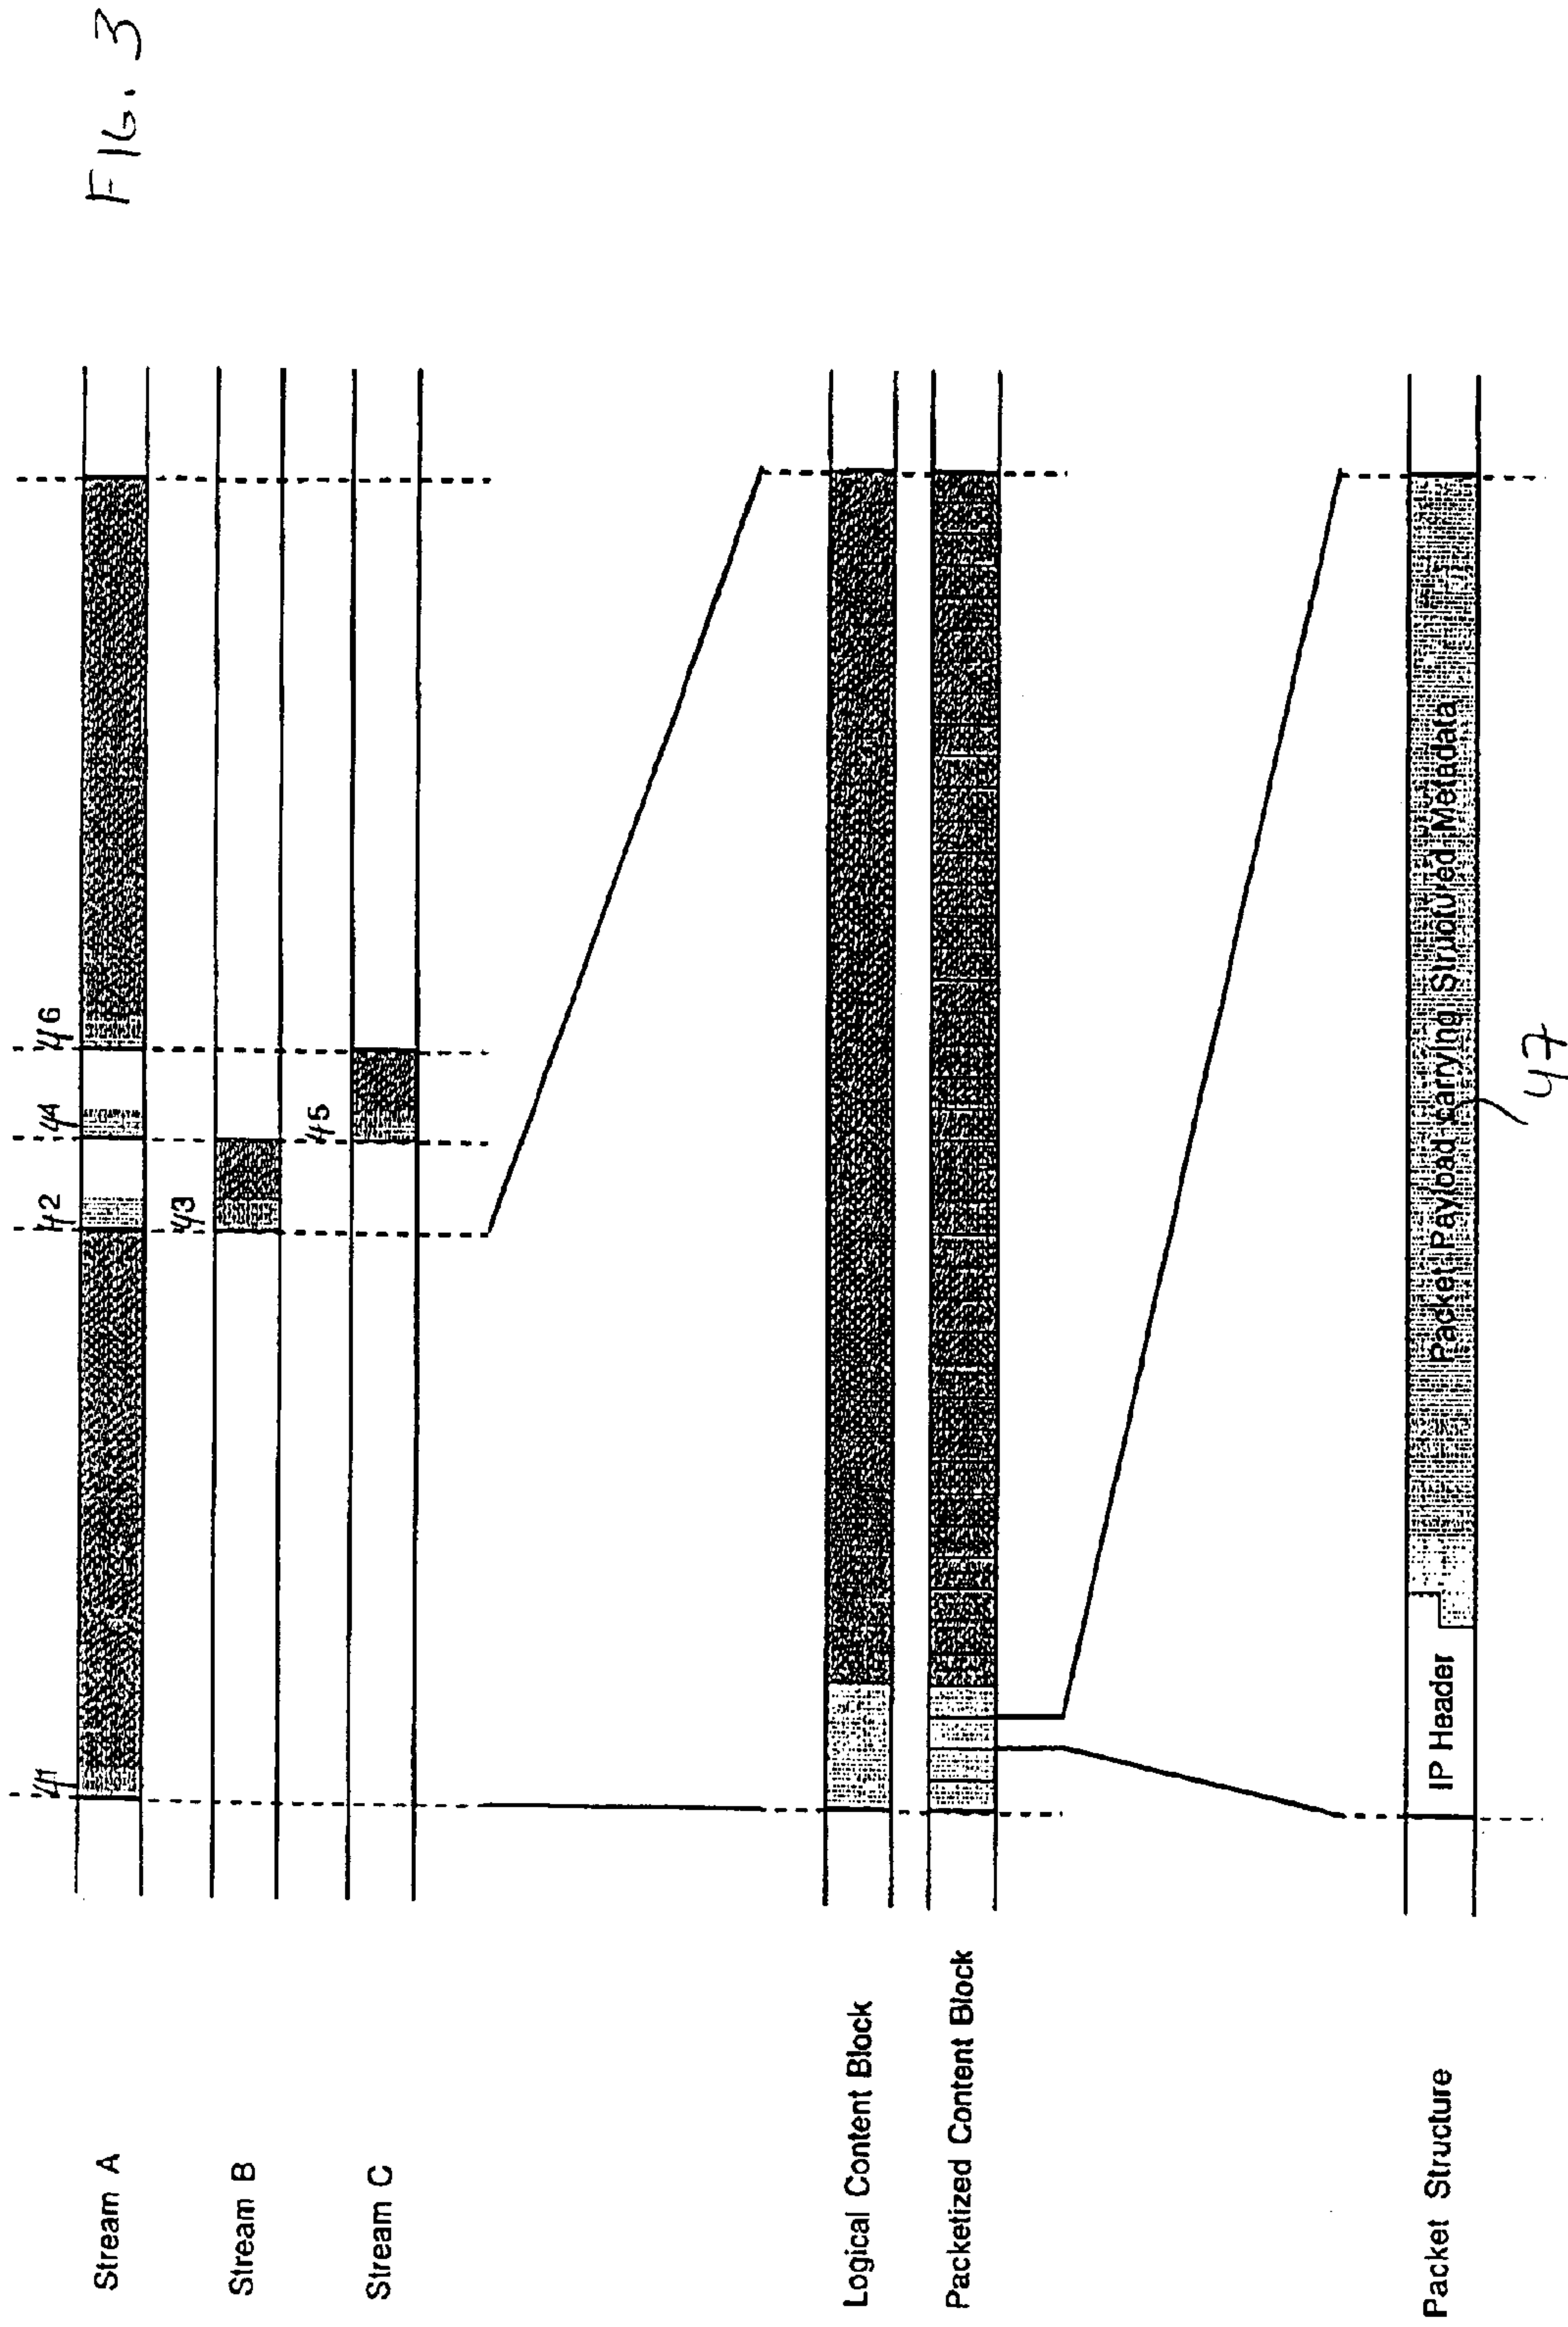 FIG. 3
Stream A
41
42
44
46
Stream B
43
Stream C
45
Logical Content Block
Packetized Content Block
Packet Structure
IP Header
Packet Payload carrying Structured Metadata
47